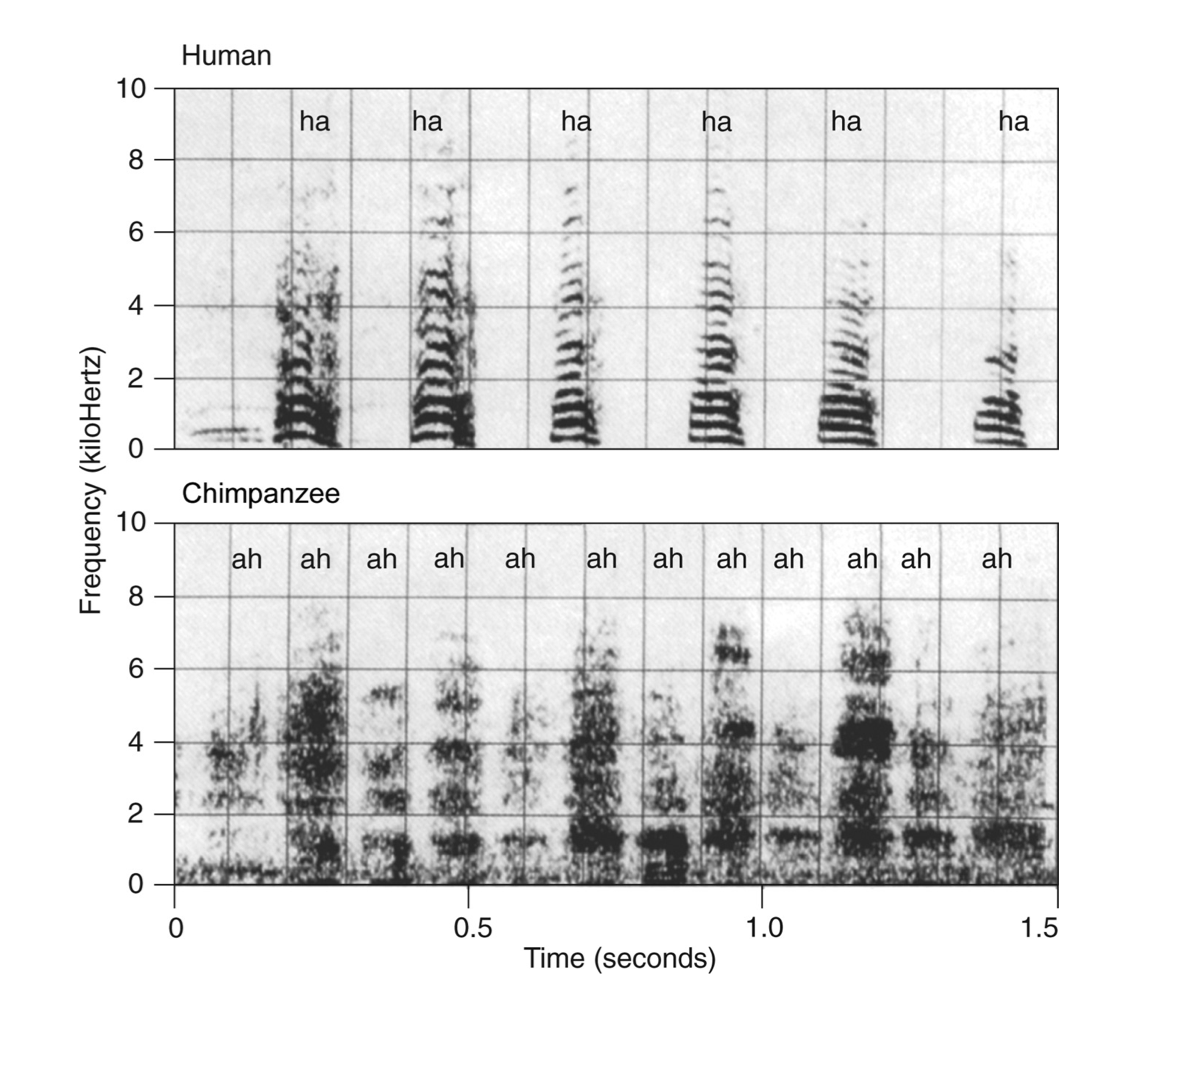 Human
10
8
6
4
2
0
ha ha ha ha ha ha
Frequency (kiloHertz)
Chimpanzee
10
8
6
4
2
0
ah ah ah ah ah ah ah ah ah ah ah ah
0 0.5 1.0 1.5
Time (seconds)